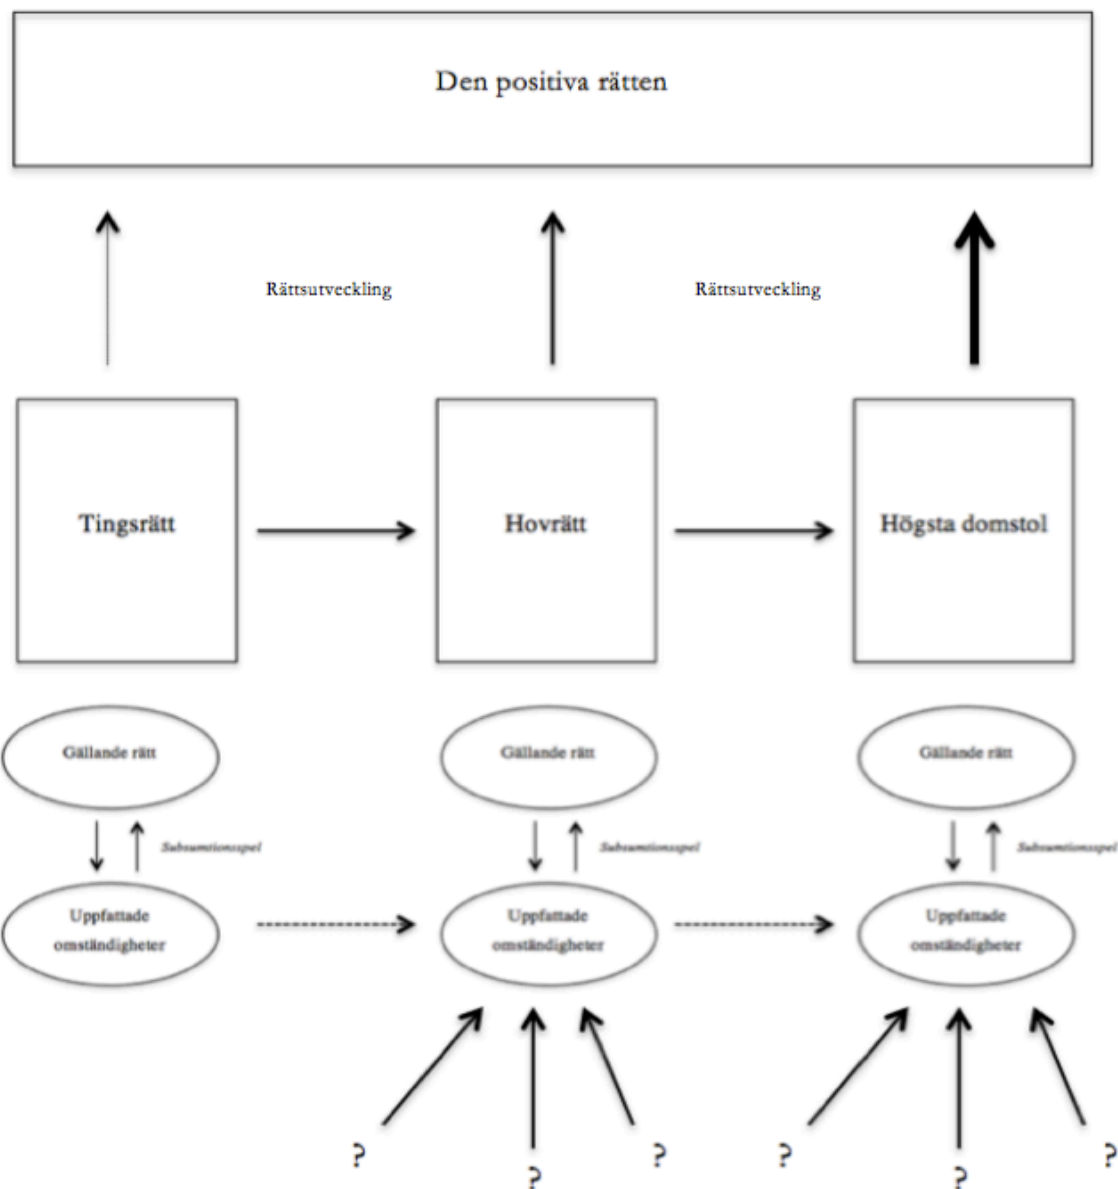 Den positiva rätten
Rättsutveckling
Rättsutveckling
Tingsrätt
Hovrätt
Högsta domstol
Gällande rätt
Gällande rätt
Gällande rätt
Subsumtionsspel
Subsumtionsspel
Subsumtionsspel
Uppfattade
omständigheter
Uppfattade
omständigheter
Uppfattade
omständigheter
?
?
?
?
?
?